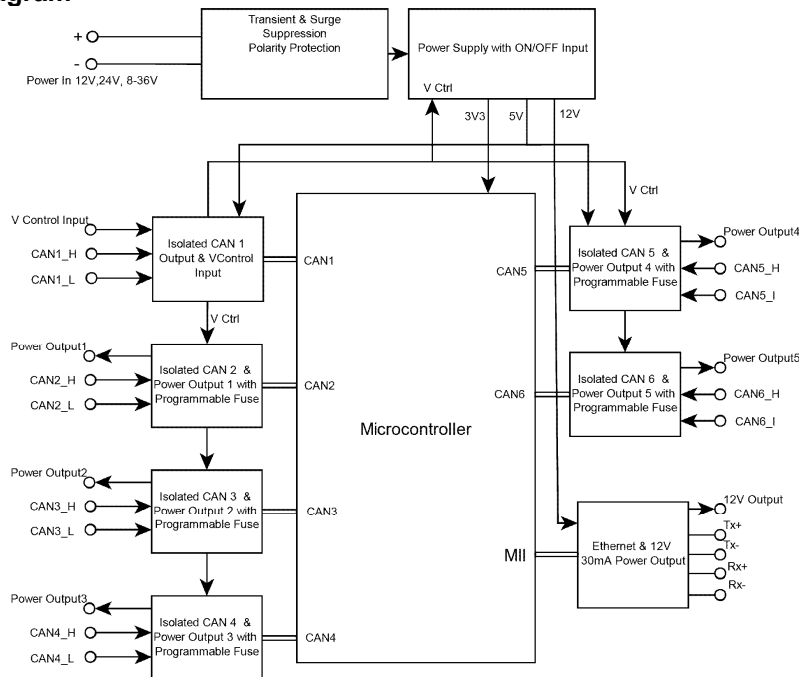 Transient & Surge
Suppression
Polarity Protection
Power Supply with ON/OFF Input
V Ctrl
+
-
Power In 12V,24V, 8-36V
3V3
5V
12V
V Ctrl
V Control Input
CAN1_H
CAN1_L
Isolated CAN 1
Output & VControl
Input
CAN1
V Ctrl
Power Output1
CAN2_H
CAN2_L
Isolated CAN 2 &
Power Output 1 with
Programmable Fuse
CAN2
Power Output2
CAN3_H
CAN3_L
Isolated CAN 3 &
Power Output 2 with
Programmable Fuse
CAN3
Power Output3
CAN4_H
CAN4_L
Isolated CAN 4 &
Power Output 3 with
Programmable Fuse
CAN4
Microcontroller
CAN5
Isolated CAN 5 &
Power Output 4 with
Programmable Fuse
Power Output4
CAN5_H
CAN5_I
CAN6
Isolated CAN 6 &
Power Output 5 with
Programmable Fuse
Power Output5
CAN6_H
CAN6_I
MII
Ethernet & 12V
30mA Power Output
12V Output
Tx+
Tx-
Rx+
Rx-